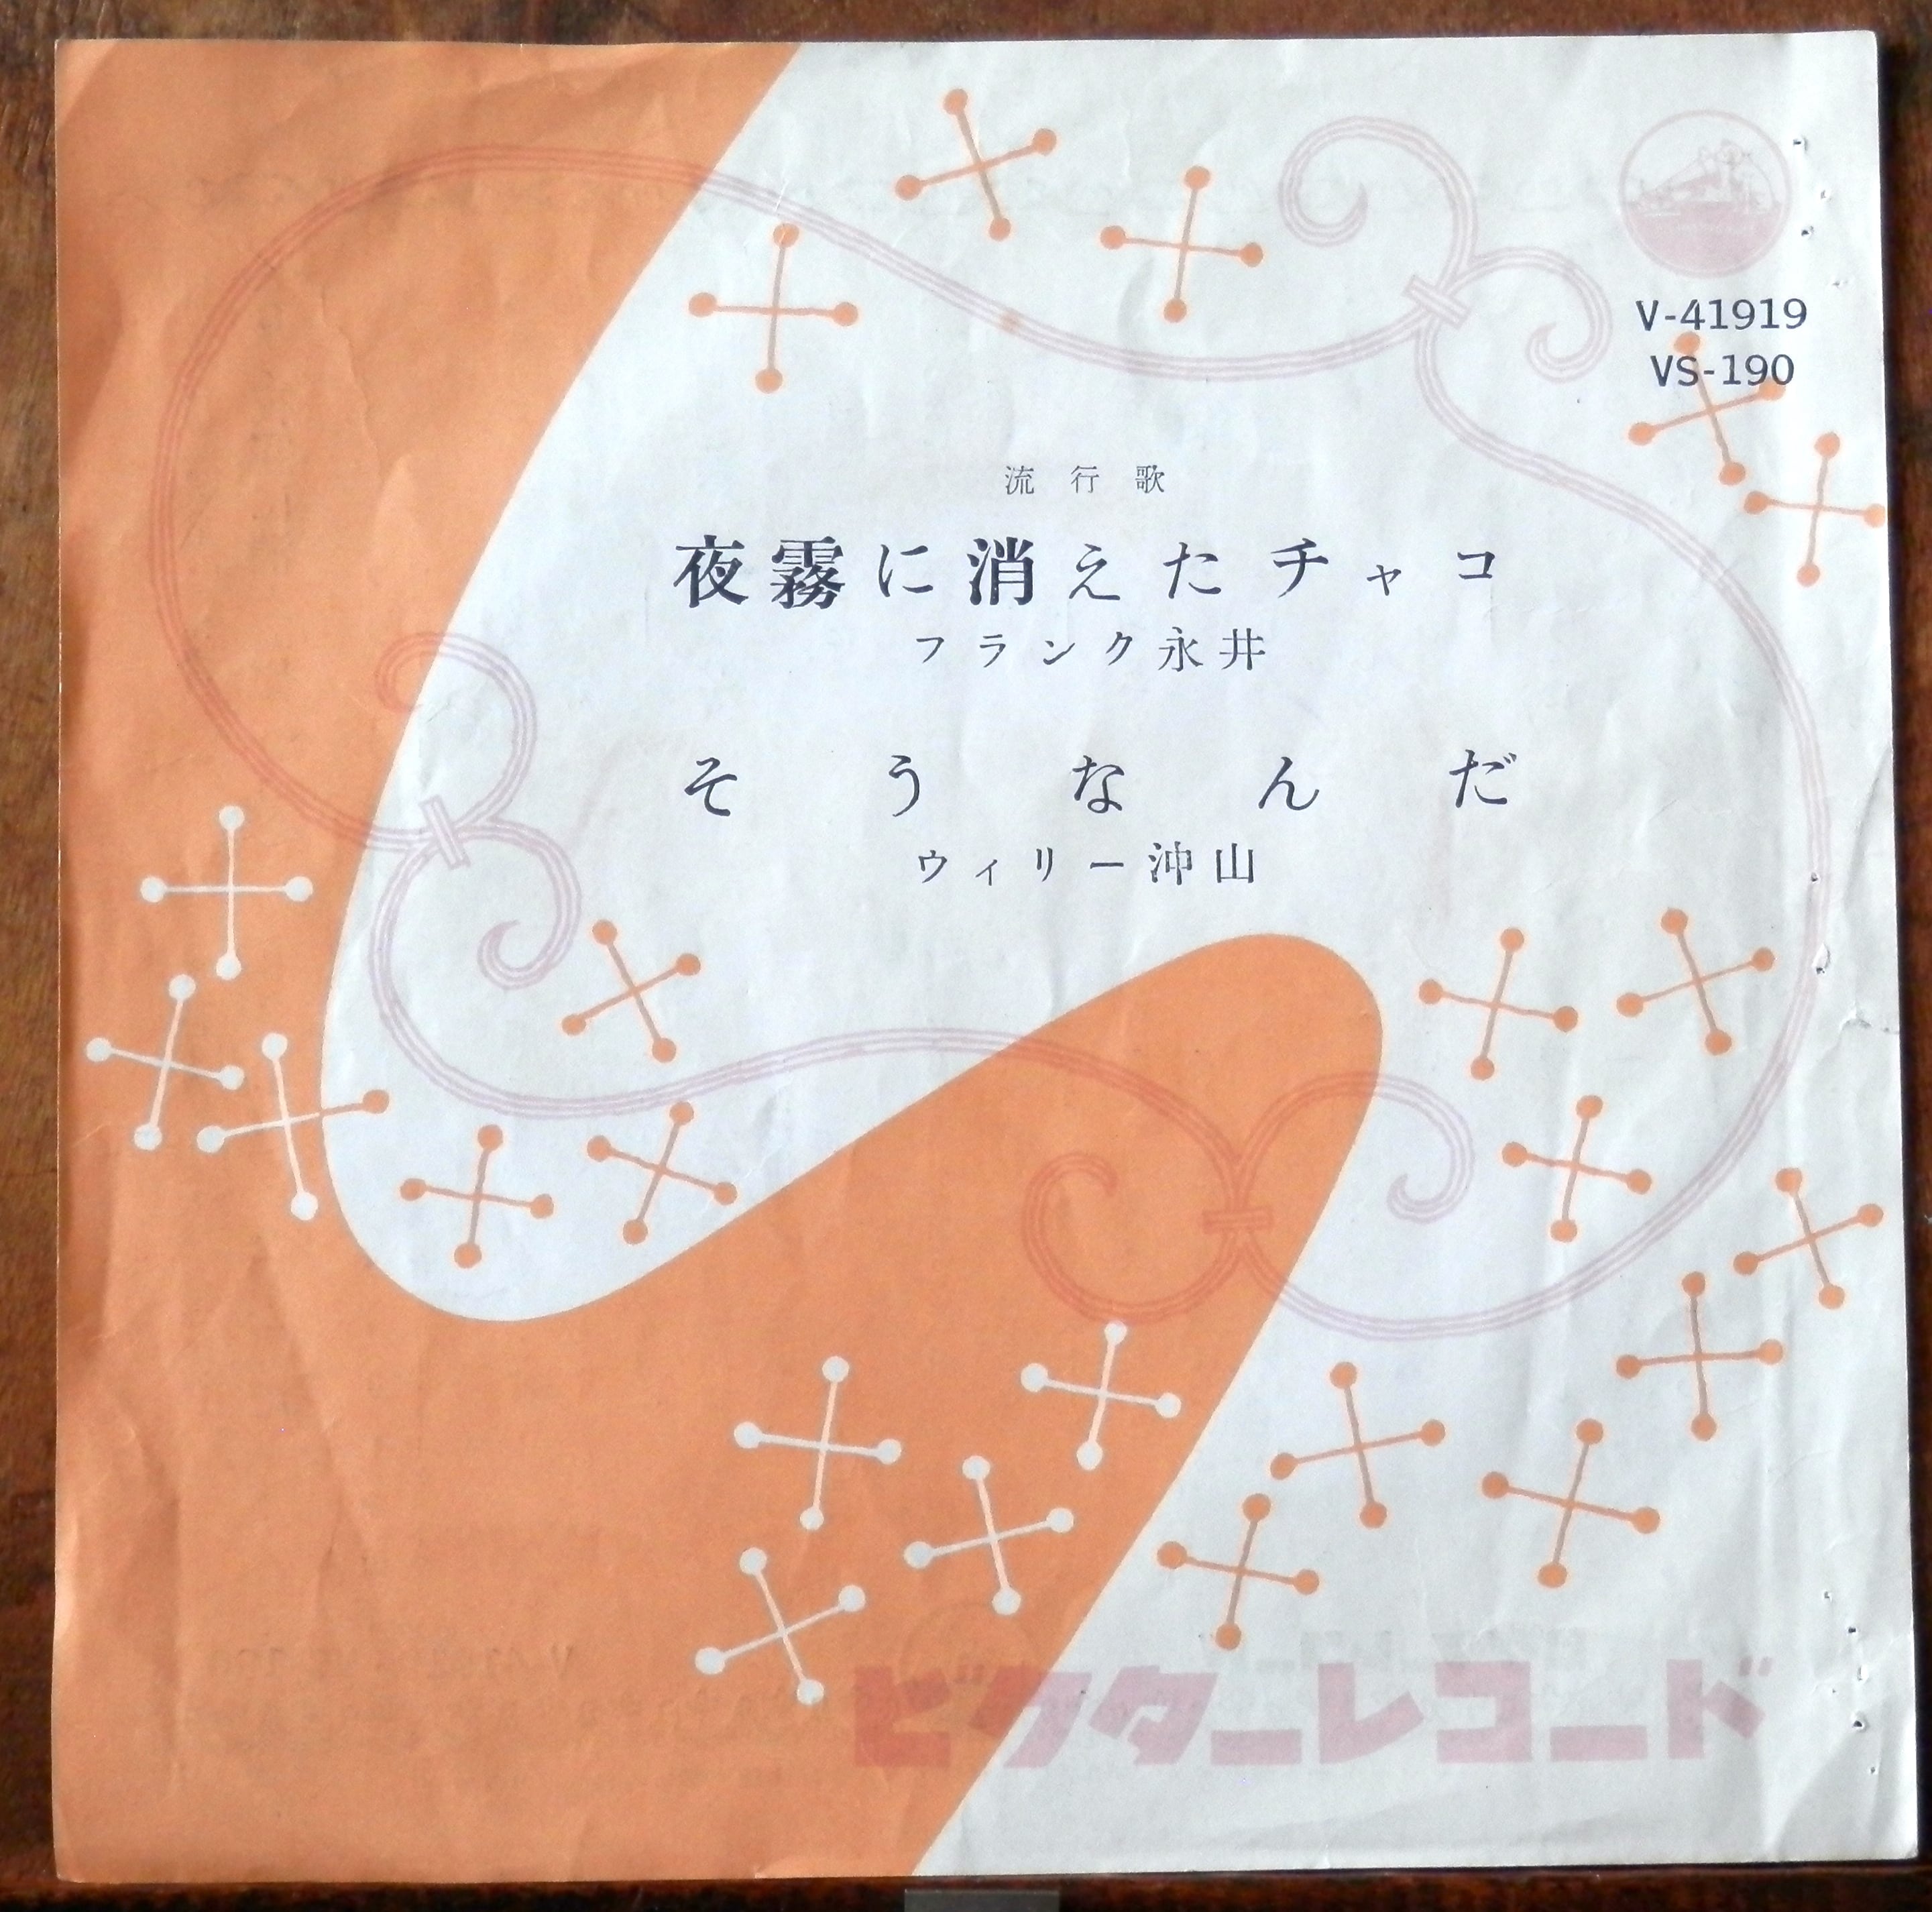 V-41919
VS-190
流行歌
夜霧に消えたチャコ
フランク永井
そうなんだ
ウィリー沖山
ビクターレコード